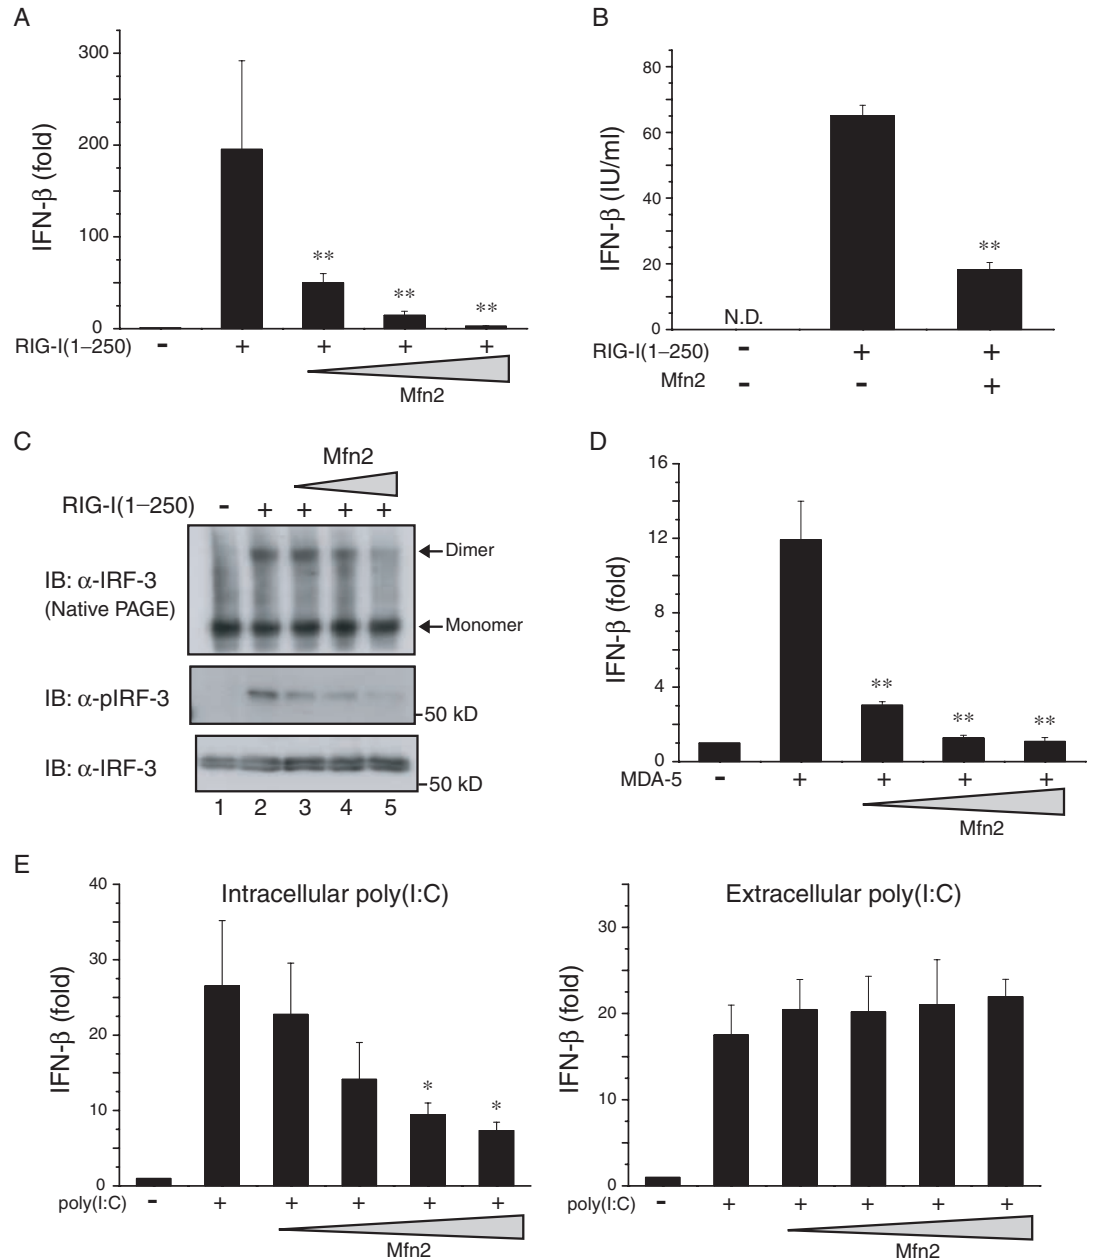 A
IFN-β (fold)
300
200
100
0
**
**
**
RIG-I(1–250) - + + + +
Mfn2
B
IFN-β (IU/ml)
80
60
40
20
0
N.D.
**
RIG-I(1–250) - + +
Mfn2 - - +
C
Mfn2
RIG-I(1–250) - + + + +
IB: α-IRF-3
(Native PAGE)
Dimer
Monomer
IB: α-pIRF-3
50 kD
IB: α-IRF-3
50 kD
1 2 3 4 5
D
IFN-β (fold)
16
12
8
4
0
**
**
**
MDA-5 - + + + +
Mfn2
E
Intracellular poly(I:C)
IFN-β (fold)
40
30
20
10
0
*
*
poly(I:C) - + + + + +
Mfn2
Extracellular poly(I:C)
IFN-β (fold)
30
20
10
0
poly(I:C) - + + + + +
Mfn2